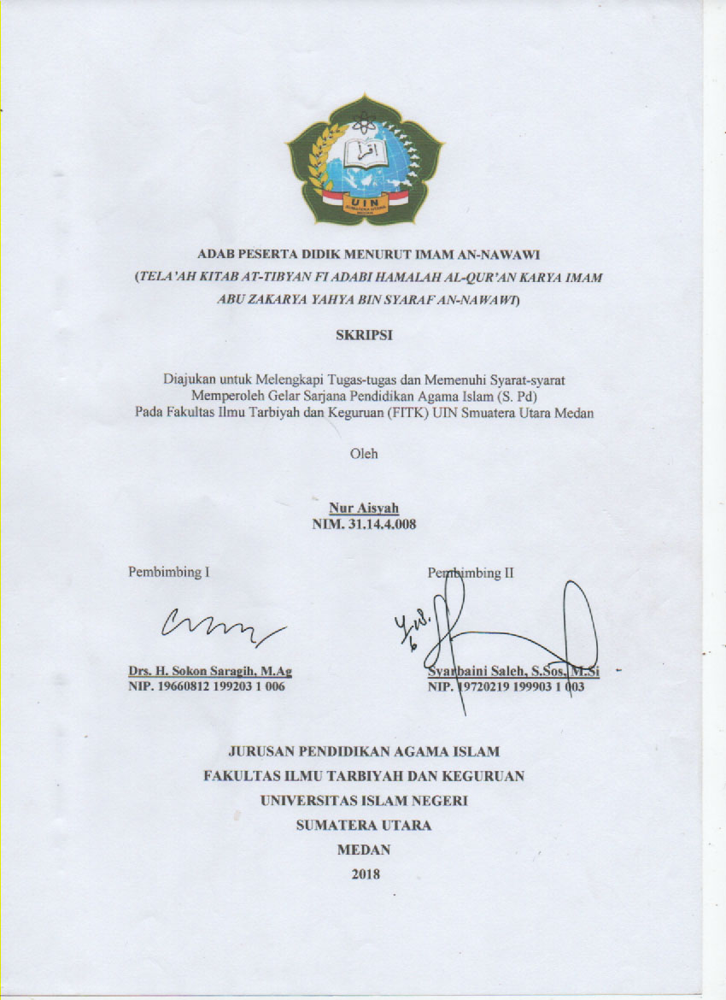 اقرأ
UIN
SUMATERA UTARA
MEDAN
ADAB PESERTA DIDIK MENURUT IMAM AN-NAWAWI
(TELA’AH KITAB AT-TIBYAN FI ADABI HAMALAH AL-QUR’AN KARYA IMAM
ABU ZAKARYA YAHYA BIN SYARAF AN-NAWAWI)
SKRIPSI
Diajukan untuk Melengkapi Tugas-tugas dan Memenuhi Syarat-syarat
Memperoleh Gelar Sarjana Pendidikan Agama Islam (S. Pd)
Pada Fakultas Ilmu Tarbiyah dan Keguruan (FITK) UIN Smuatera Utara Medan
Oleh
Nur Aisyah
NIM. 31.14.4.008
Pembimbing I
Pembimbing II
Drs. H. Sokon Saragih, M.Ag
NIP. 19660812 199203 1 006
Syarbaini Saleh, S.Sos, M.Si
NIP. 19720219 199903 1 003
JURUSAN PENDIDIKAN AGAMA ISLAM
FAKULTAS ILMU TARBIYAH DAN KEGURUAN
UNIVERSITAS ISLAM NEGERI
SUMATERA UTARA
MEDAN
2018